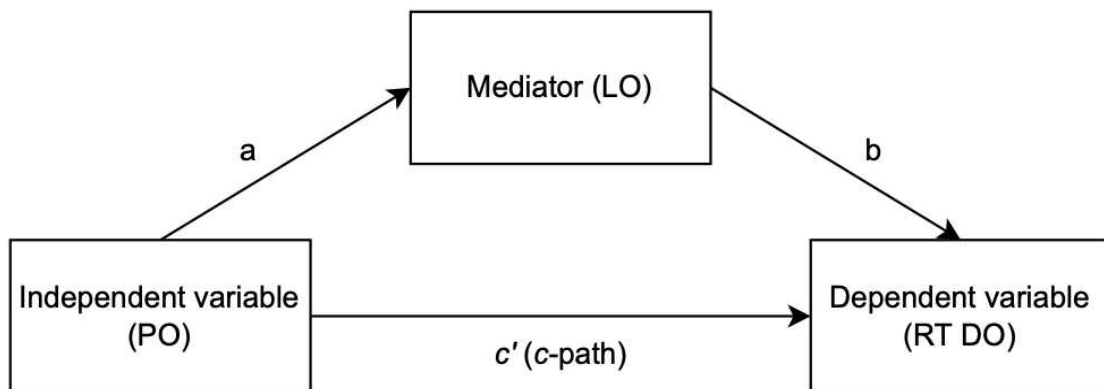 Mediator (LO)
a
b
Independent variable
(PO)
Dependent variable
(RT DO)
c′ (c-path)